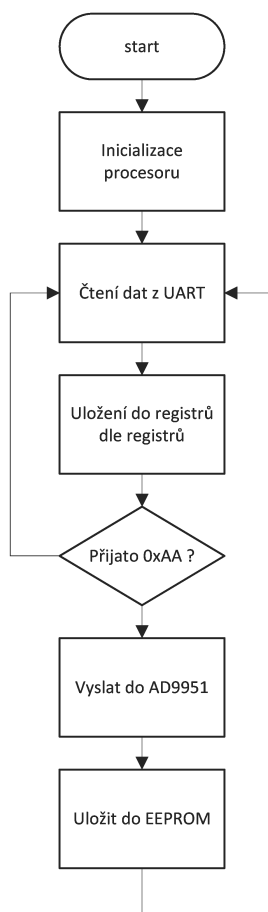 start
Inicializace
procesoru
Čtení dat z UART
Uložení do registrů
dle registrů
Přijato 0xAA ?
Vyslat do AD9951
Uložit do EEPROM